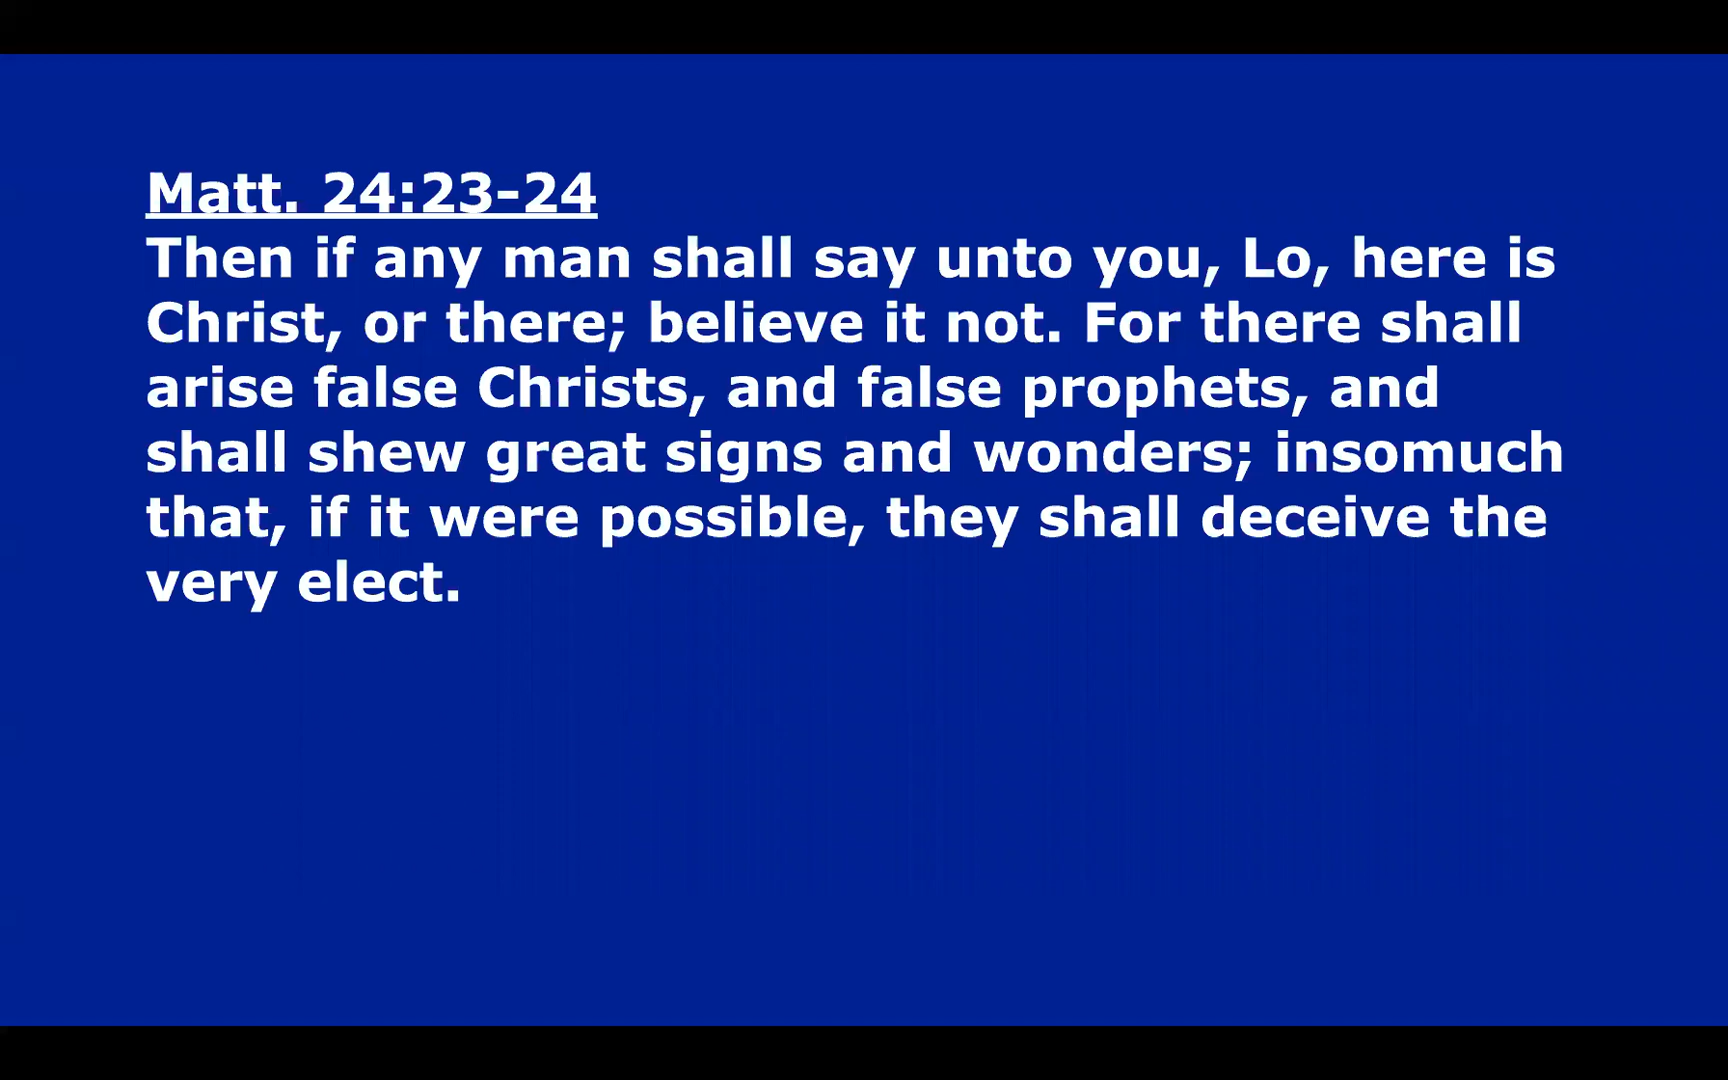 Matt. 24:23-24
Then if any man shall say unto you, Lo, here is
Christ, or there; believe it not. For there shall
arise false Christs, and false prophets, and
shall shew great signs and wonders; insomuch
that, if it were possible, they shall deceive the
very elect.